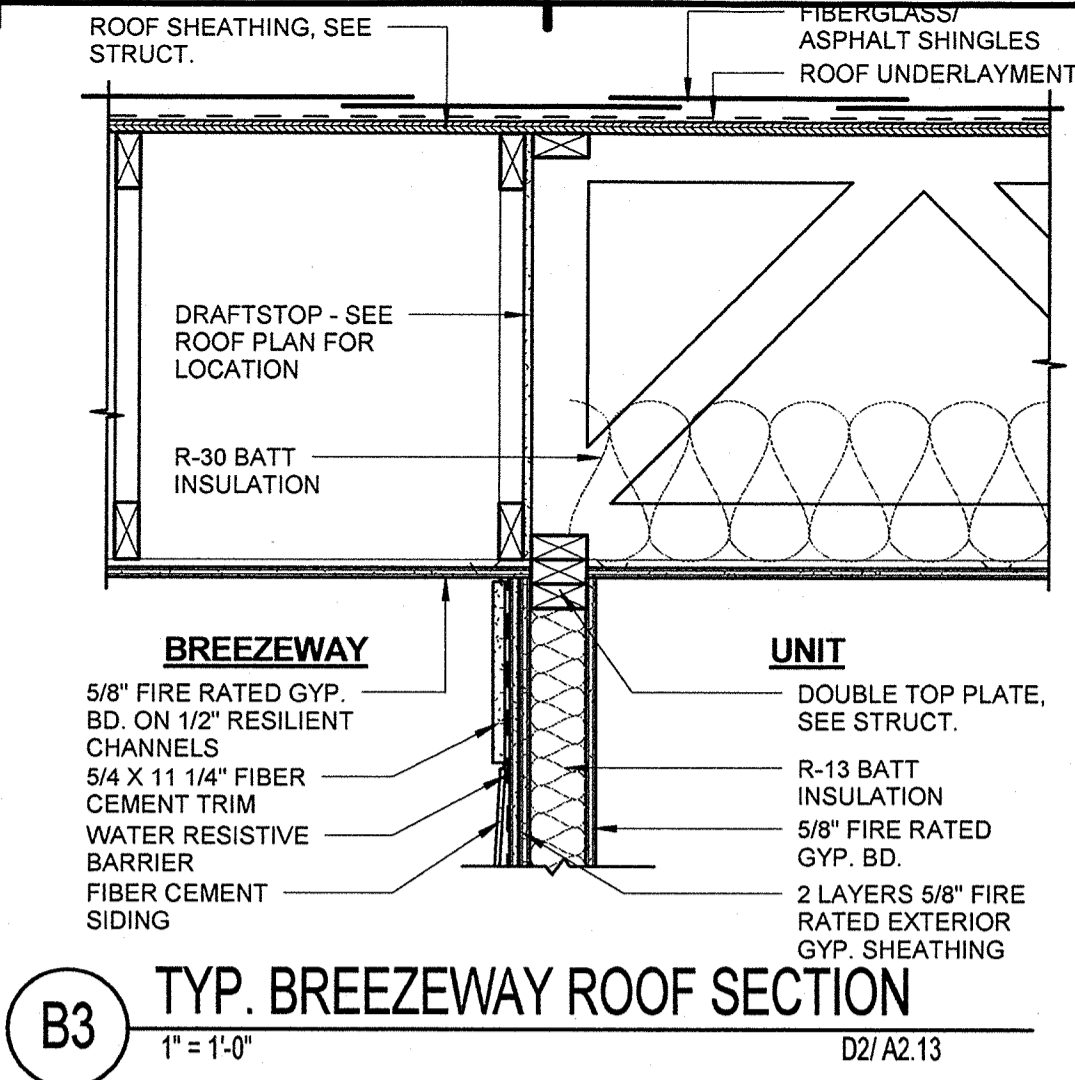 ROOF SHEATHING, SEE
STRUCT.
FIBERGLASS/
ASPHALT SHINGLES
ROOF UNDERLAYMENT
DRAFTSTOP - SEE
ROOF PLAN FOR
LOCATION
R-30 BATT
INSULATION
BREEZEWAY
5/8" FIRE RATED GYP.
BD. ON 1/2" RESILIENT
CHANNELS
5/4 X 11 1/4" FIBER
CEMENT TRIM
WATER RESISTIVE
BARRIER
FIBER CEMENT
SIDING
UNIT
DOUBLE TOP PLATE,
SEE STRUCT.
R-13 BATT
INSULATION
5/8" FIRE RATED
GYP. BD.
2 LAYERS 5/8" FIRE
RATED EXTERIOR
GYP. SHEATHING
B3
TYP. BREEZEWAY ROOF SECTION
1" = 1'-0"
D2/ A2.13